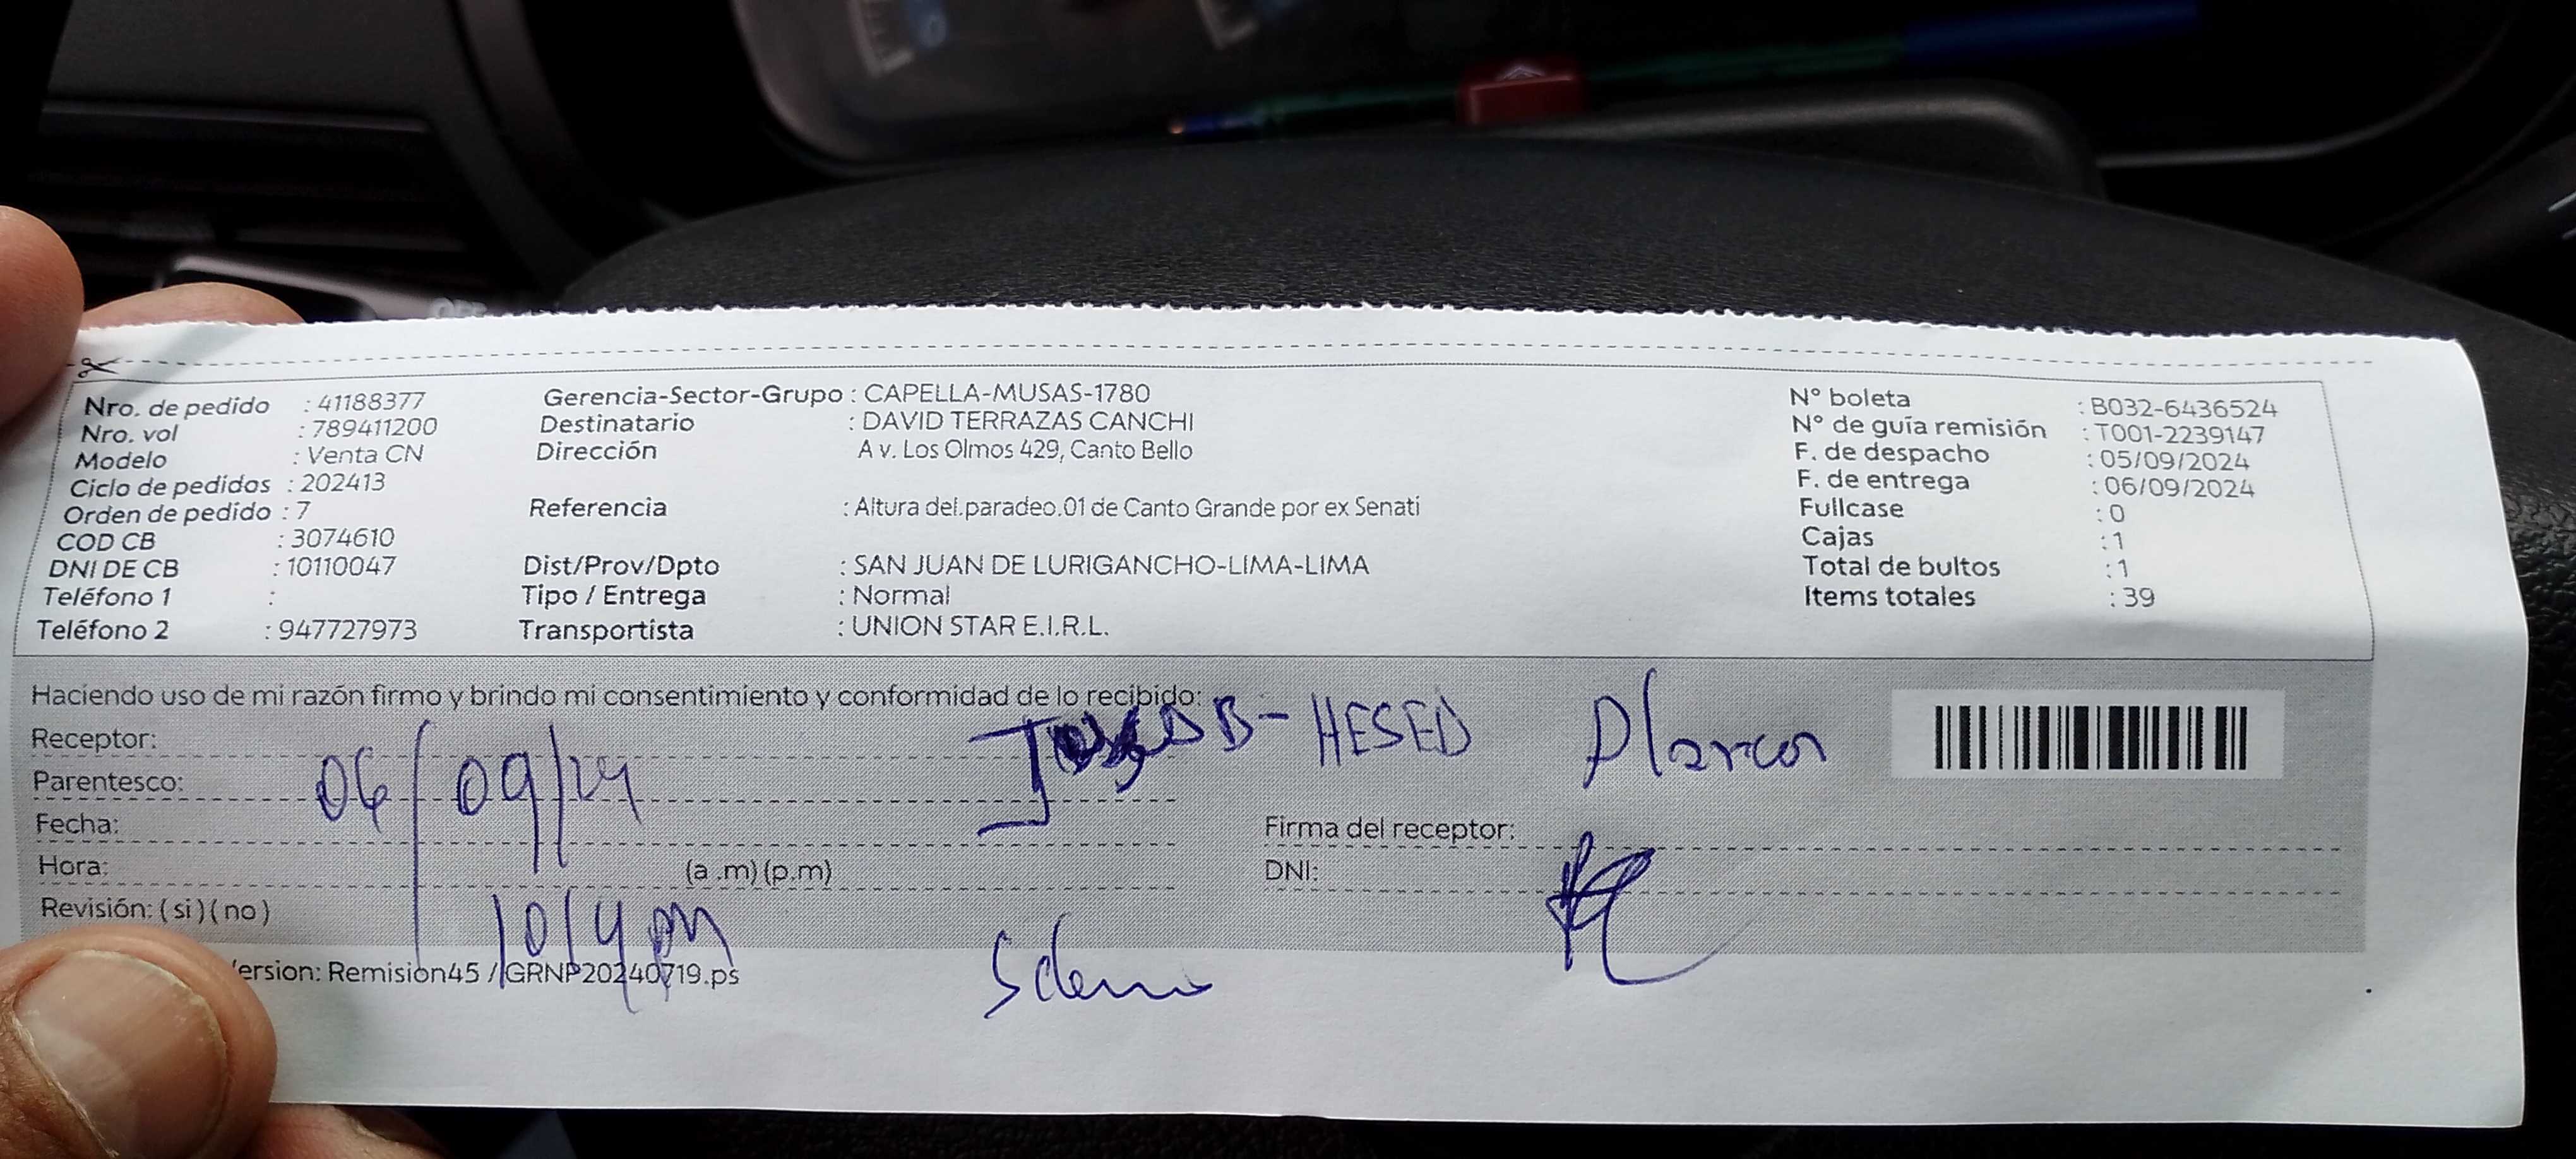 OFF
Nro. de pedido : 41188377
Nro. vol : 789411200
Modelo : Venta CN
Ciclo de pedidos : 202413
Orden de pedido : 7
COD CB : 3074610
DNI DE CB : 10110047
Teléfono 1 :
Teléfono 2 : 947727973
Gerencia-Sector-Grupo : CAPELLA-MUSAS-1780
Destinatario : DAVID TERRAZAS CANCHI
Dirección A v. Los Olmos 429, Canto Bello
Referencia : Altura del.paradeo.01 de Canto Grande por ex Senati
Dist/Prov/Dpto : SAN JUAN DE LURIGANCHO-LIMA-LIMA
Tipo / Entrega : Normal
Transportista : UNION STAR E.I.R.L.
N° boleta : B032-6436524
N° de guía remisión : T001-2239147
F. de despacho : 05/09/2024
F. de entrega : 06/09/2024
Fullcase : 0
Cajas : 1
Total de bultos : 1
Items totales : 39
Haciendo uso de mi razón firmo y brindo mi consentimiento y conformidad de lo recibido:
B- HESED
Receptor:
Parentesco:
06/09/24
Fecha:
Hora: (a .m) (p.m)
Revisión: ( si ) ( no )
Firma del receptor:
DNI:
ersion: Remision45 / GRNP20240719.ps